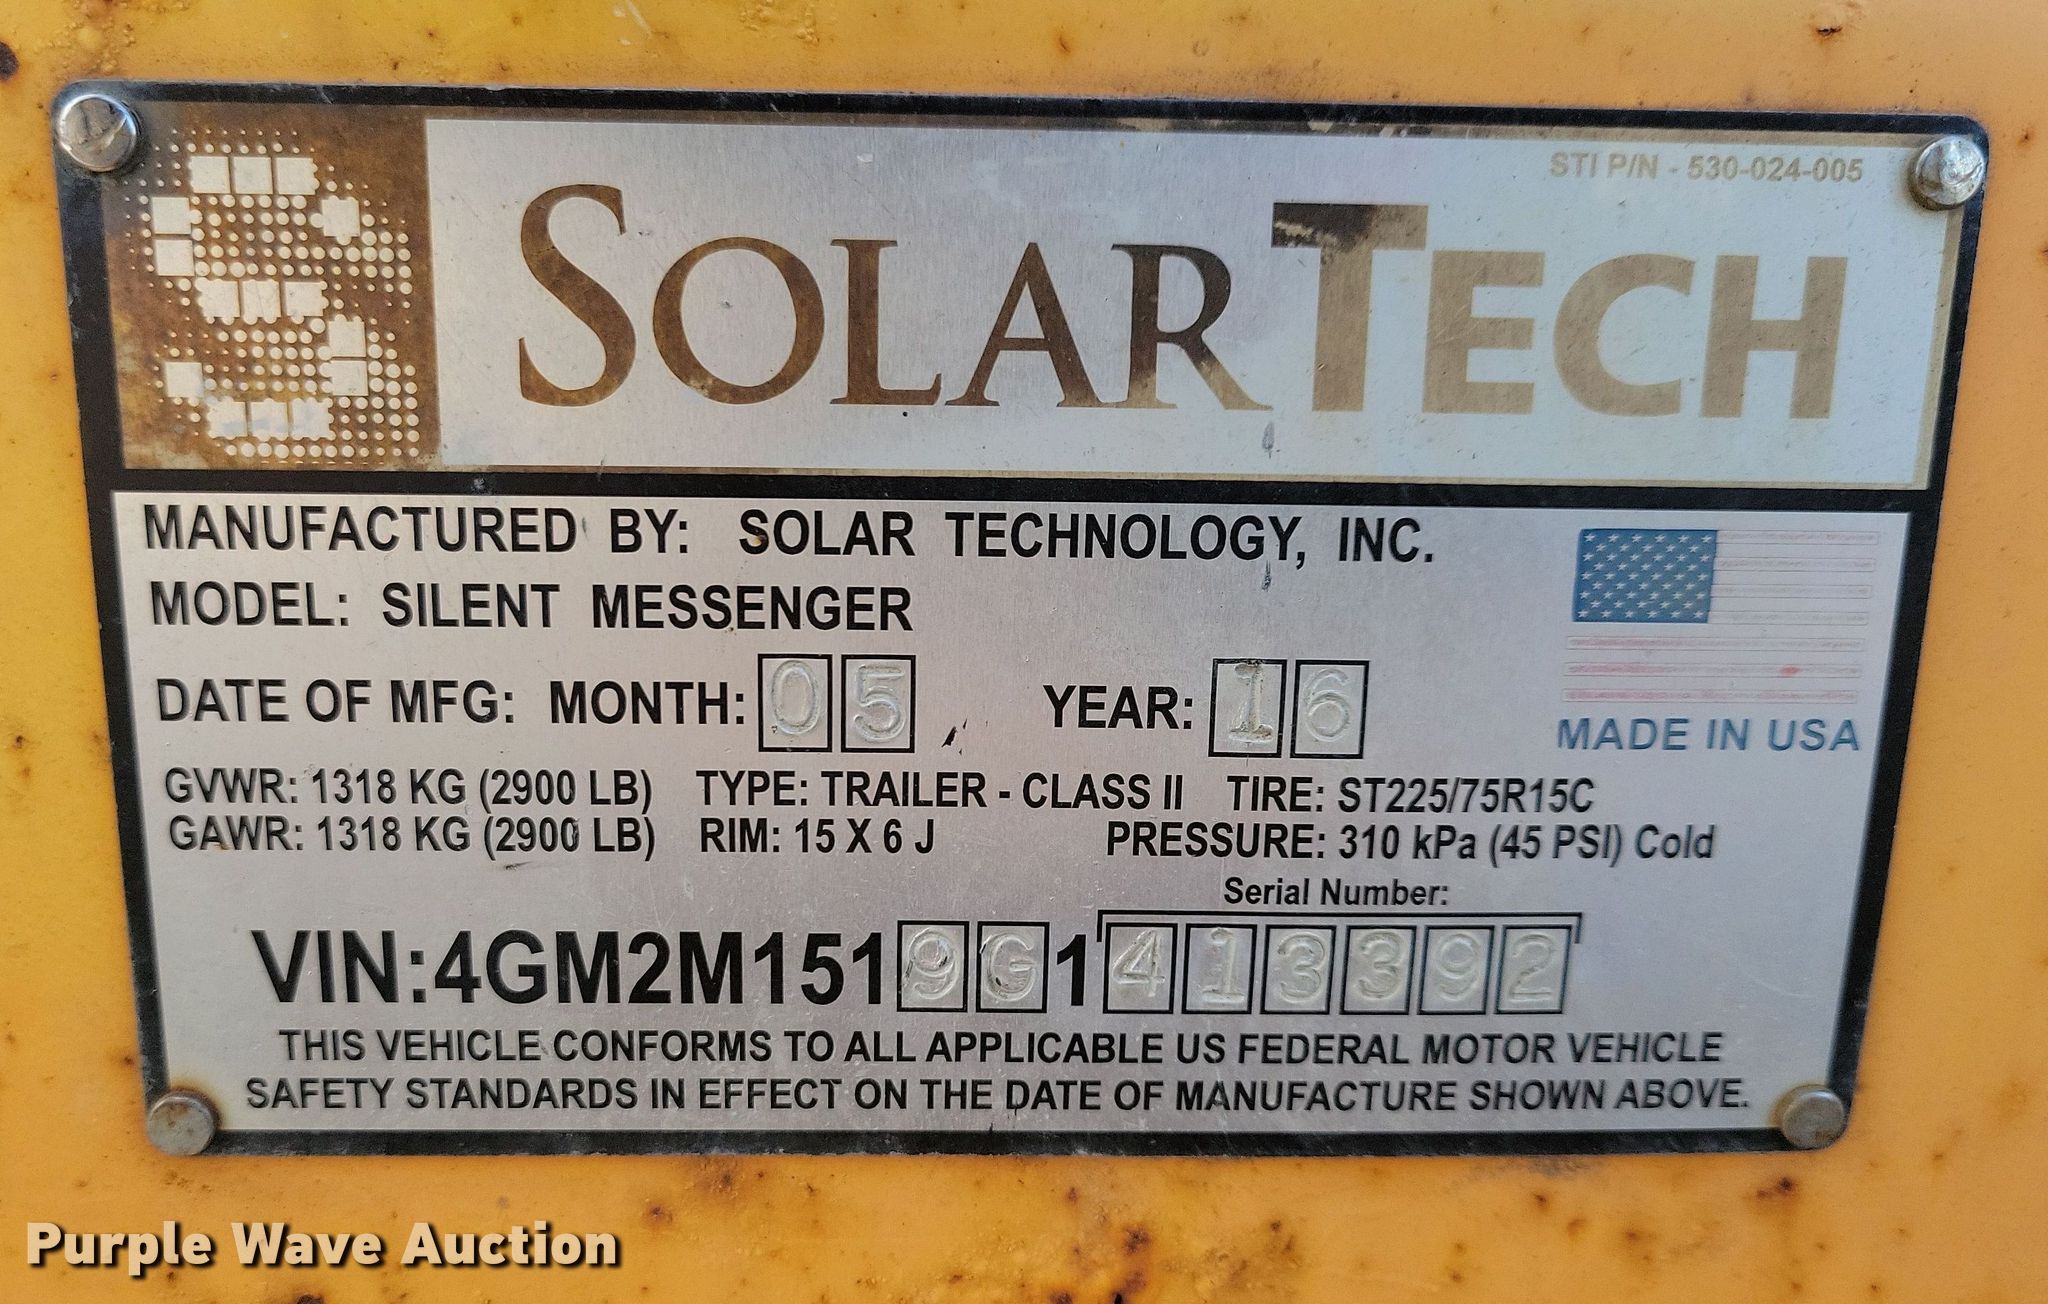 STI P/N - 530-024-005
SOLARTECH
MANUFACTURED BY: SOLAR TECHNOLOGY, INC.
MODEL: SILENT MESSENGER
DATE OF MFG: MONTH: 05 YEAR: 16
MADE IN USA
GVWR: 1318 KG (2900 LB) TYPE: TRAILER - CLASS II TIRE: ST225/75R15C
GAWR: 1318 KG (2900 LB) RIM: 15 X 6 J PRESSURE: 310 kPa (45 PSI) Cold
Serial Number:
VIN:4GM2M1519G1413392
THIS VEHICLE CONFORMS TO ALL APPLICABLE US FEDERAL MOTOR VEHICLE
SAFETY STANDARDS IN EFFECT ON THE DATE OF MANUFACTURE SHOWN ABOVE.
Purple Wave Auction